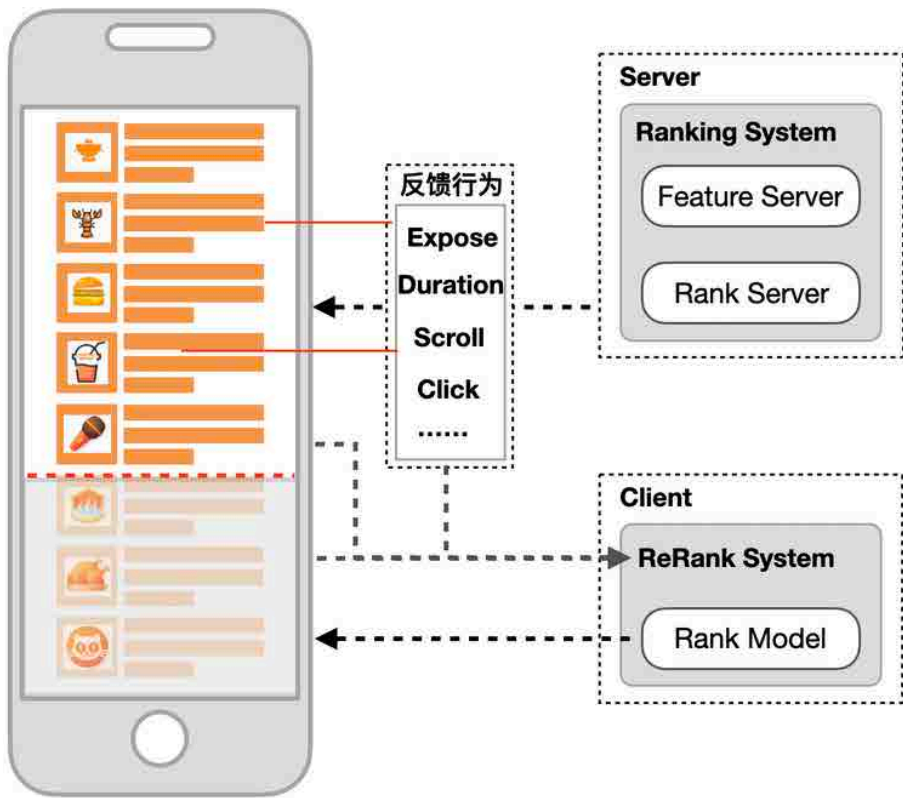 反馈行为
Expose
Duration
Scroll
Click
......
Server
Ranking System
Feature Server
Rank Server
Client
ReRank System
Rank Model